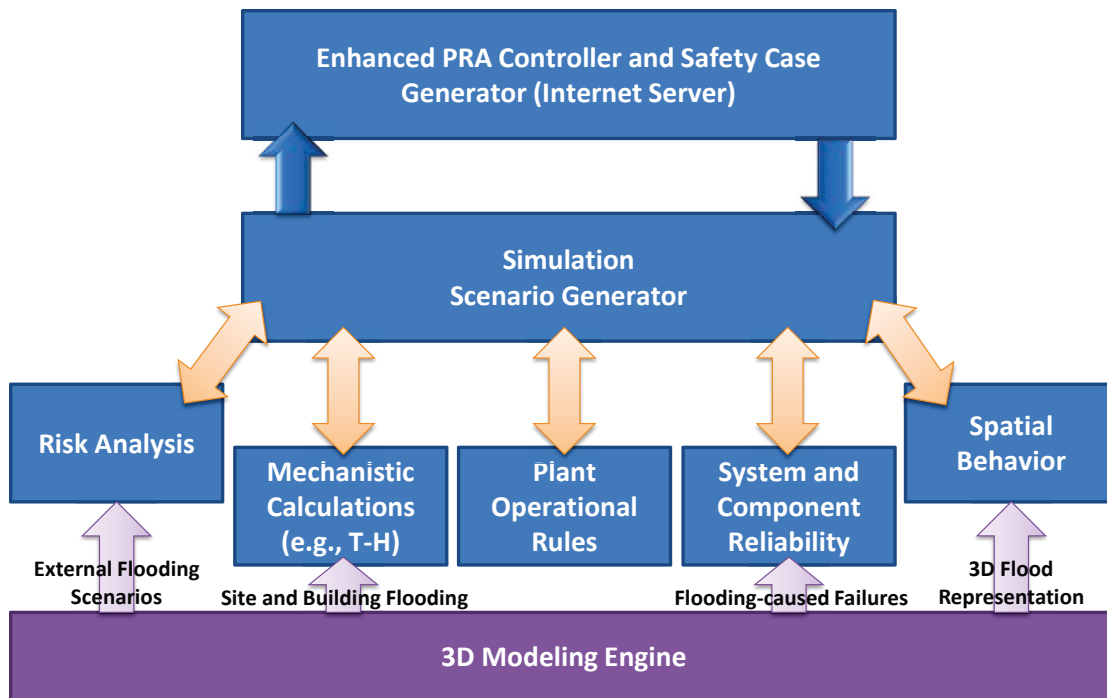 Enhanced PRA Controller and Safety Case
Generator (Internet Server)
Simulation
Scenario Generator
Risk Analysis
Mechanistic
Calculations
(e.g., T-H)
Plant
Operational
Rules
System and
Component
Reliability
Spatial
Behavior
External Flooding
Scenarios
Site and Building Flooding
Flooding-caused Failures
3D Flood
Representation
3D Modeling Engine